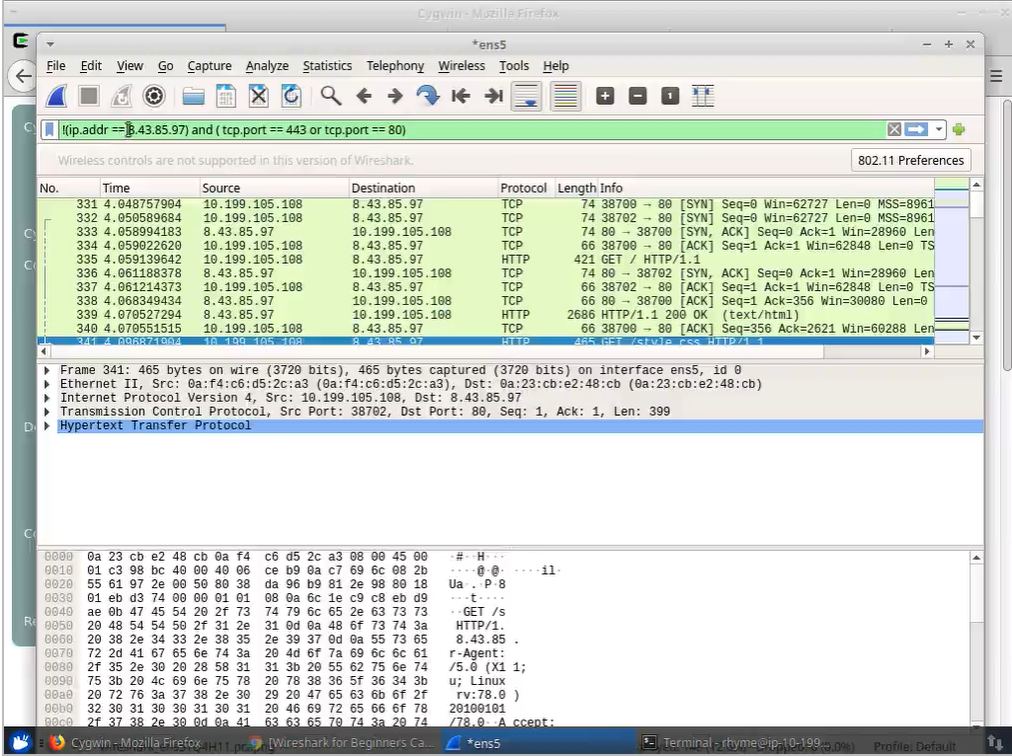 Cygwin - Mozilla Firefox
*ens5
File Edit View Go Capture Analyze Statistics Telephony Wireless Tools Help
!(ip.addr == 8.43.85.97) and ( tcp.port == 443 or tcp.port == 80)
Wireless controls are not supported in this version of Wireshark. 802.11 Preferences
No. Time Source Destination Protocol Length Info
331 4.048757904 10.199.105.108 8.43.85.97 TCP 74 38700 → 80 [SYN] Seq=0 Win=62727 Len=0 MSS=8961
332 4.050589684 10.199.105.108 8.43.85.97 TCP 74 38702 → 80 [SYN] Seq=0 Win=62727 Len=0 MSS=8961
333 4.058994183 8.43.85.97 10.199.105.108 TCP 74 80 → 38700 [SYN, ACK] Seq=0 Ack=1 Win=28960 Len
334 4.059022620 10.199.105.108 8.43.85.97 TCP 66 38700 → 80 [ACK] Seq=1 Ack=1 Win=62848 Len=0 TS
335 4.059139642 10.199.105.108 8.43.85.97 HTTP 421 GET / HTTP/1.1
336 4.061188378 8.43.85.97 10.199.105.108 TCP 74 80 → 38702 [SYN, ACK] Seq=0 Ack=1 Win=28960 Len
337 4.061214373 10.199.105.108 8.43.85.97 TCP 66 38702 → 80 [ACK] Seq=1 Ack=1 Win=62848 Len=0 TS
338 4.068349434 8.43.85.97 10.199.105.108 TCP 66 80 → 38700 [ACK] Seq=1 Ack=356 Win=30080 Len=0
339 4.070527294 8.43.85.97 10.199.105.108 HTTP 2686 HTTP/1.1 200 OK (text/html)
340 4.070551515 10.199.105.108 8.43.85.97 TCP 66 38700 → 80 [ACK] Seq=356 Ack=2621 Win=60288 Len
341 4.096871904 10.199.105.108 8.43.85.97 HTTP 465 GET /style.css HTTP/1.1
Frame 341: 465 bytes on wire (3720 bits), 465 bytes captured (3720 bits) on interface ens5, id 0
Ethernet II, Src: 0a:f4:c6:d5:2c:a3 (0a:f4:c6:d5:2c:a3), Dst: 0a:23:cb:e2:48:cb (0a:23:cb:e2:48:cb)
Internet Protocol Version 4, Src: 10.199.105.108, Dst: 8.43.85.97
Transmission Control Protocol, Src Port: 38702, Dst Port: 80, Seq: 1, Ack: 1, Len: 399
Hypertext Transfer Protocol
0000 0a 23 cb e2 48 cb 0a f4 c6 d5 2c a3 08 00 45 00 ·#··H···
0010 01 c3 98 bc 40 00 40 06 ce b9 0a c7 69 6c 08 2b ····@·@· ····il·
0020 55 61 97 2e 00 50 80 38 da 96 b9 81 2e 98 80 18 Ua·.·P·8
0030 01 eb d3 74 00 00 01 01 08 0a 6c 1e c9 c8 eb d9 ···t····
0040 ae 0b 47 45 54 20 2f 73 74 79 6c 65 2e 63 73 73 ··GET /s
0050 20 48 54 54 50 2f 31 2e 31 0d 0a 48 6f 73 74 3a HTTP/1.
0060 20 38 2e 34 33 2e 38 35 2e 39 37 0d 0a 55 73 65 8.43.85 .
0070 72 2d 41 67 65 6e 74 3a 20 4d 6f 7a 69 6c 6c 61 r-Agent:
0080 2f 35 2e 30 20 28 58 31 31 3b 20 55 62 75 6e 74 /5.0 (X1 1;
0090 75 3b 20 4c 69 6e 75 78 20 78 38 36 5f 36 34 3b u; Linux
00a0 20 72 76 3a 37 38 2e 30 29 20 47 65 63 6b 6f 2f rv:78.0 )
00b0 32 30 31 30 30 31 30 31 20 46 69 72 65 66 6f 78 20100101
00c0 2f 37 38 2e 30 0d 0a 41 63 63 65 70 74 3a 20 74 /78.0··A ccept:
Cygwin - Mozilla Firefox [Wireshark for Beginners Ca... *ens5 Terminal - rhyme@ip-10-199... Profile: Default